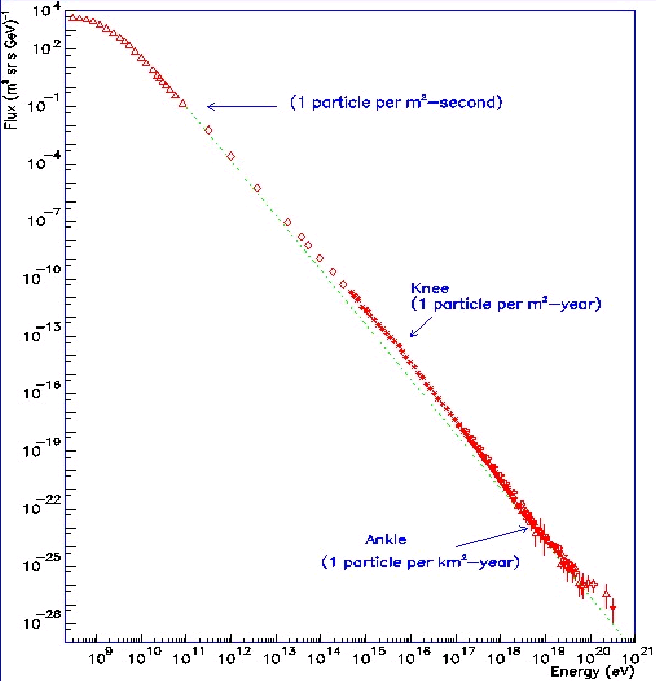 Flux (m² sr s GeV)⁻¹
10⁴
10²
10⁻¹
10⁻⁴
10⁻⁷
10⁻¹⁰
10⁻¹³
10⁻¹⁶
10⁻¹⁹
10⁻²²
10⁻²⁵
10⁻²⁸
(1 particle per m²−second)
Knee
(1 particle per m²−year)
Ankle
(1 particle per km²−year)
10⁹ 10¹⁰ 10¹¹ 10¹² 10¹³ 10¹⁴ 10¹⁵ 10¹⁶ 10¹⁷ 10¹⁸ 10¹⁹ 10²⁰ 10²¹
Energy (eV)